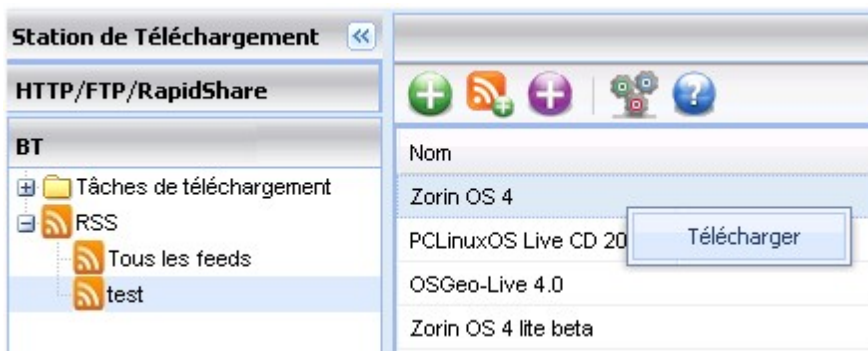 Station de Téléchargement
HTTP/FTP/RapidShare
BT
Tâches de téléchargement
RSS
Tous les feeds
test
Nom
Zorin OS 4
Télécharger
PCLinuxOS Live CD 20
OSGeo-Live 4.0
Zorin OS 4 lite beta